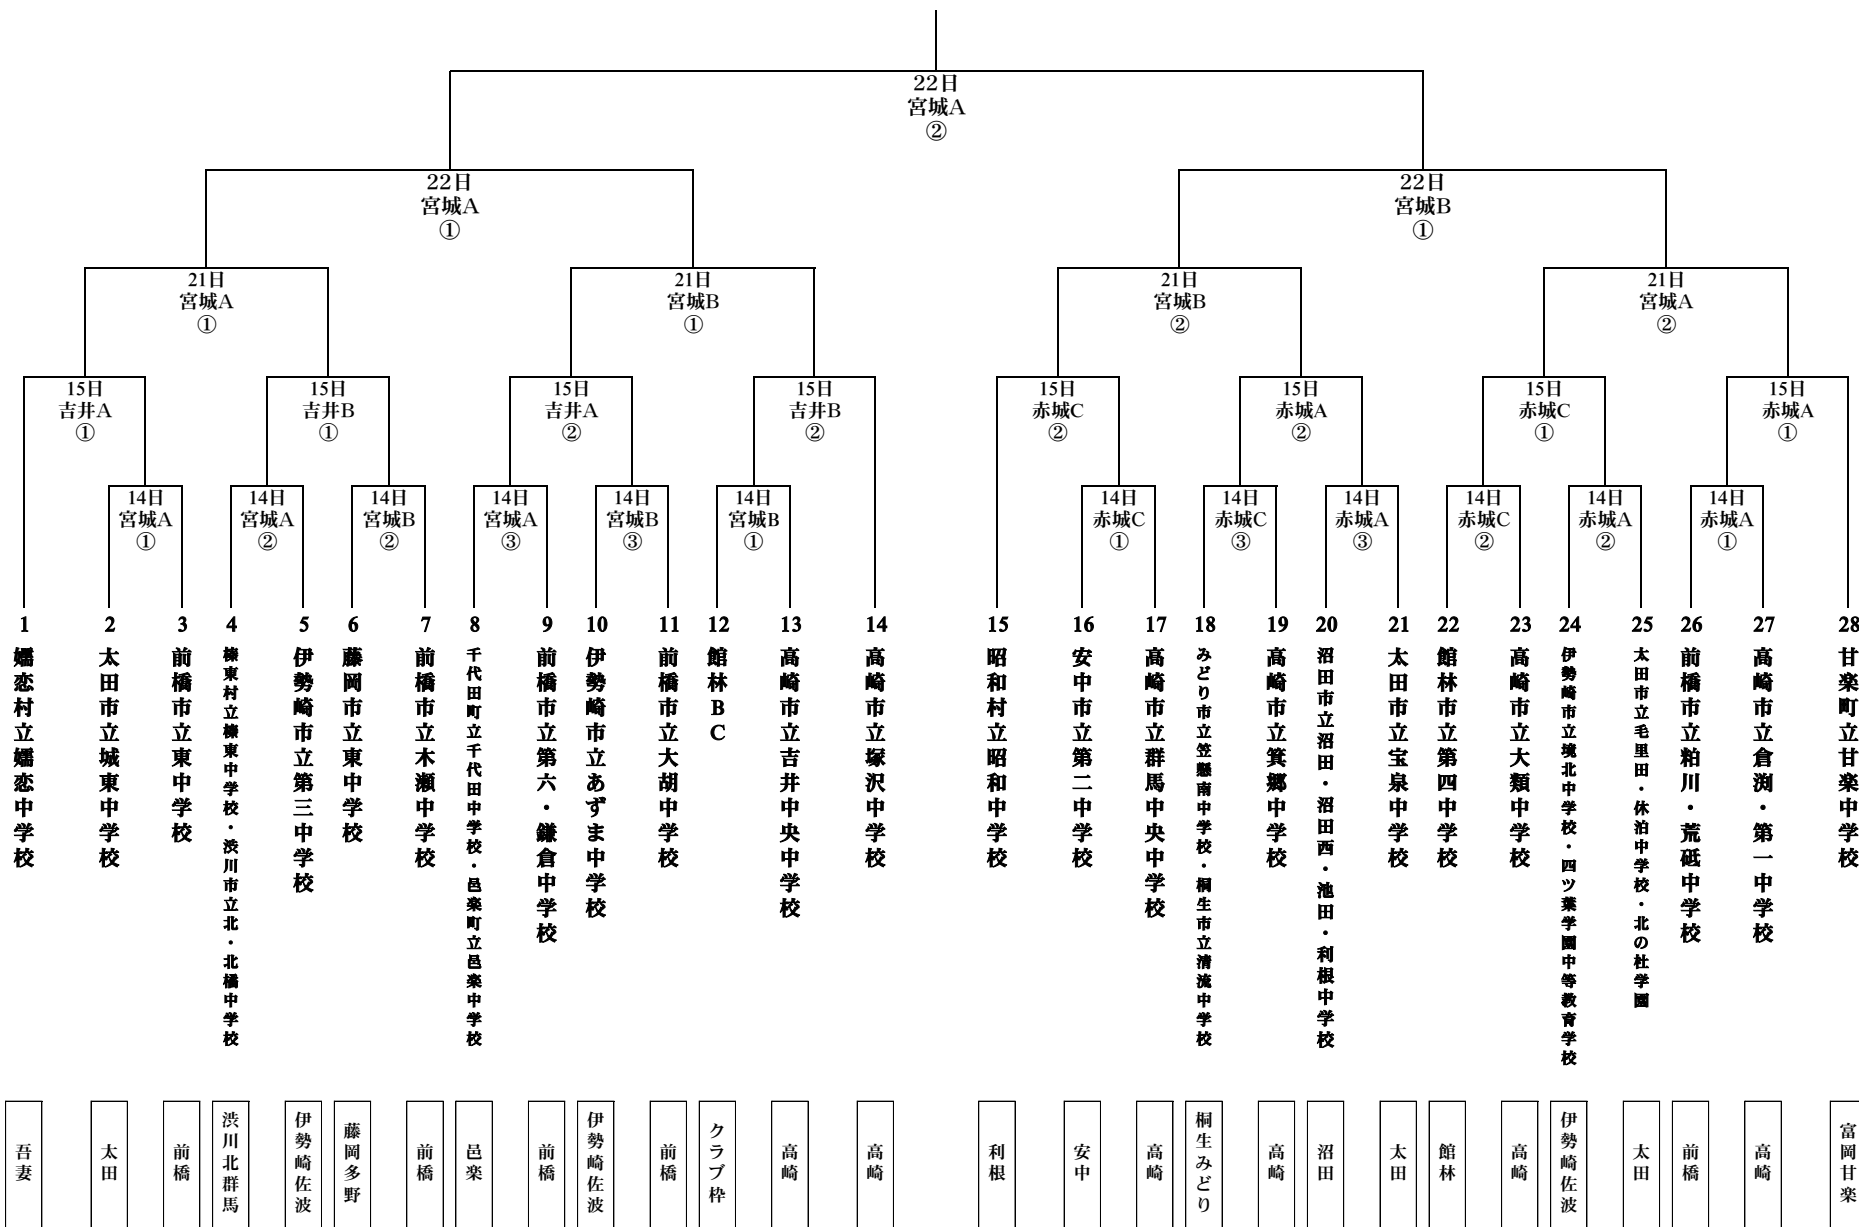 22日
宮城A
②
22日
宮城A
①
22日
宮城B
①
21日
宮城A
①
21日
宮城B
①
21日
宮城B
②
21日
宮城A
②
15日
吉井A
①
15日
吉井B
①
15日
吉井A
②
15日
吉井B
②
15日
赤城C
②
15日
赤城A
②
15日
赤城C
①
15日
赤城A
①
14日
宮城A
①
14日
宮城A
②
14日
宮城B
②
14日
宮城A
③
14日
宮城B
③
14日
宮城B
①
14日
赤城C
①
14日
赤城C
③
14日
赤城A
③
14日
赤城C
②
14日
赤城A
②
14日
赤城A
①
1
嬬恋村立嬬恋中学校
吾妻
2
太田市立城東中学校
太田
3
前橋市立東中学校
前橋
4
榛東村立榛東中学校・渋川市立北・北橘中学校
渋川北群馬
5
伊勢崎市立第三中学校
伊勢崎佐波
6
藤岡市立東中学校
藤岡多野
7
前橋市立木瀬中学校
前橋
8
千代田町立千代田中学校・邑楽町立邑楽中学校
邑楽
9
前橋市立第六・鎌倉中学校
前橋
10
伊勢崎市立あずま中学校
伊勢崎佐波
11
前橋市立大胡中学校
前橋
12
館林BC
クラブ枠
13
高崎市立吉井中央中学校
高崎
14
高崎市立塚沢中学校
高崎
15
昭和村立昭和中学校
利根
16
安中市立第二中学校
安中
17
高崎市立群馬中央中学校
高崎
18
みどり市立笠懸南中学校・桐生市立清流中学校
桐生みどり
19
高崎市立箕郷中学校
高崎
20
沼田市立沼田・沼田西・池田・利根中学校
沼田
21
太田市立宝泉中学校
太田
22
館林市立第四中学校
館林
23
高崎市立大類中学校
高崎
24
伊勢崎市立境北中学校・四ツ葉学園中等教育学校
伊勢崎佐波
25
太田市立毛里田・休泊中学校・北の杜学園
太田
26
前橋市立粕川・荒砥中学校
前橋
27
高崎市立倉渕・第一中学校
高崎
28
甘楽町立甘楽中学校
富岡甘楽